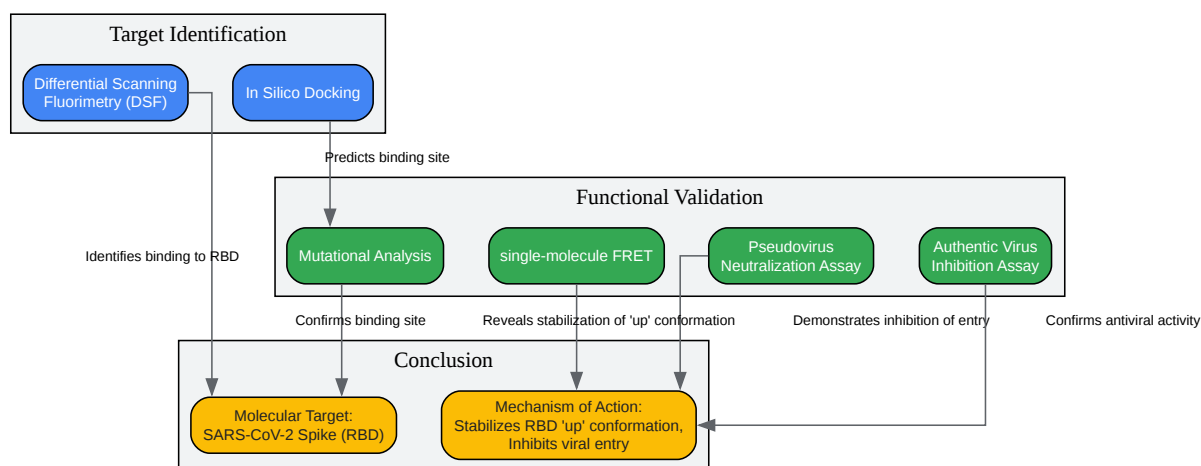 Target Identification
Differential Scanning
Fluorimetry (DSF)
In Silico Docking
Predicts binding site
Functional Validation
Mutational Analysis
single-molecule FRET
Pseudovirus
Neutralization Assay
Authentic Virus
Inhibition Assay
Identifies binding to RBD
Confirms binding site
Reveals stabilization of 'up' conformation
Demonstrates inhibition of entry
Confirms antiviral activity
Conclusion
Molecular Target:
SARS-CoV-2 Spike (RBD)
Mechanism of Action:
Stabilizes RBD 'up' conformation,
Inhibits viral entry